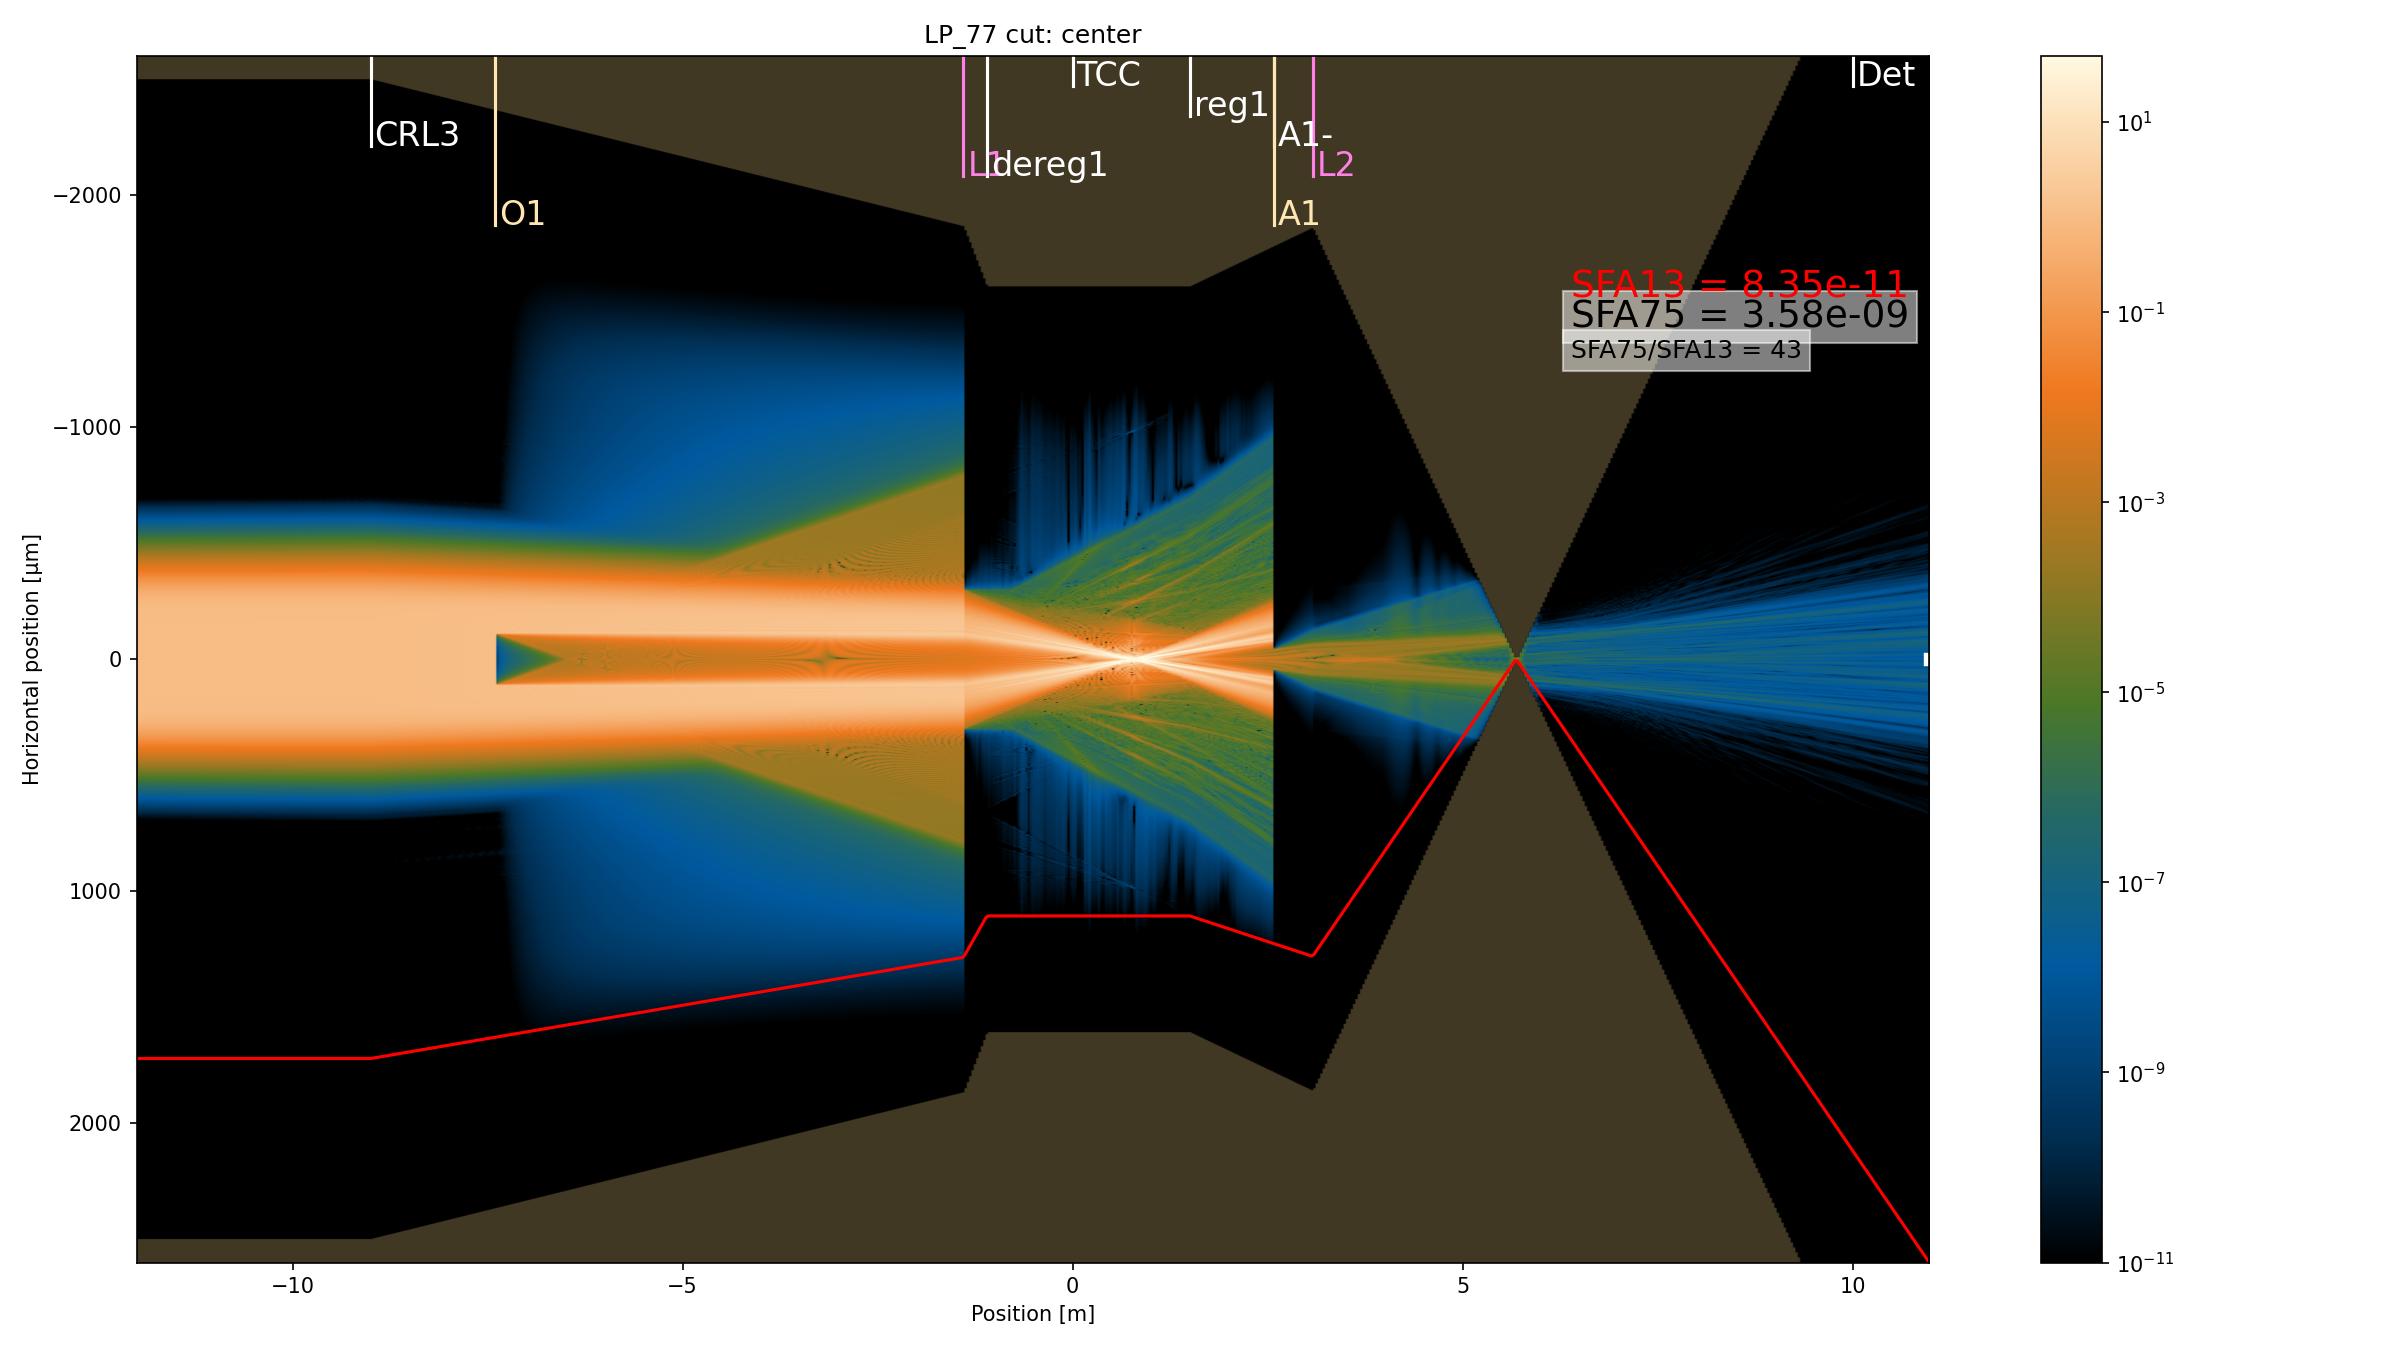 LP_77 cut: center
TCC
Det
reg1
CRL3
A1-
L1
dereg1
L2
O1
A1
SFA13 = 8.35e-11
SFA75 = 3.58e-09
SFA75/SFA13 = 43
Horizontal position [µm]
−2000
−1000
0
1000
2000
−10
−5
0
5
10
Position [m]
10¹
10⁻¹
10⁻³
10⁻⁵
10⁻⁷
10⁻⁹
10⁻¹¹